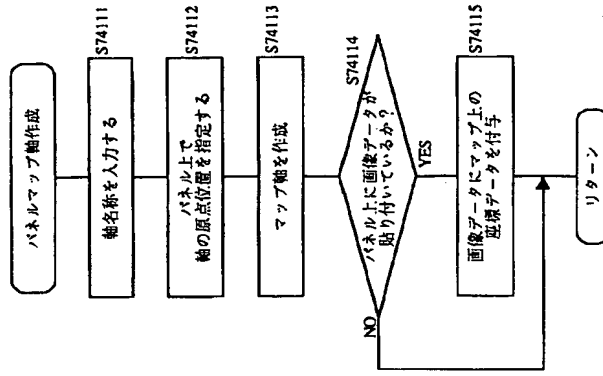 パネルマップ軸作成
S74111
軸名称を入力する
S74112
パネル上で
軸の原点位置を指定する
S74113
マップ軸を作成
S74114
パネル上に画像データが
貼り付いているか？
NO
YES
S74115
画像データにマップ上の
座標データを付与
リターン